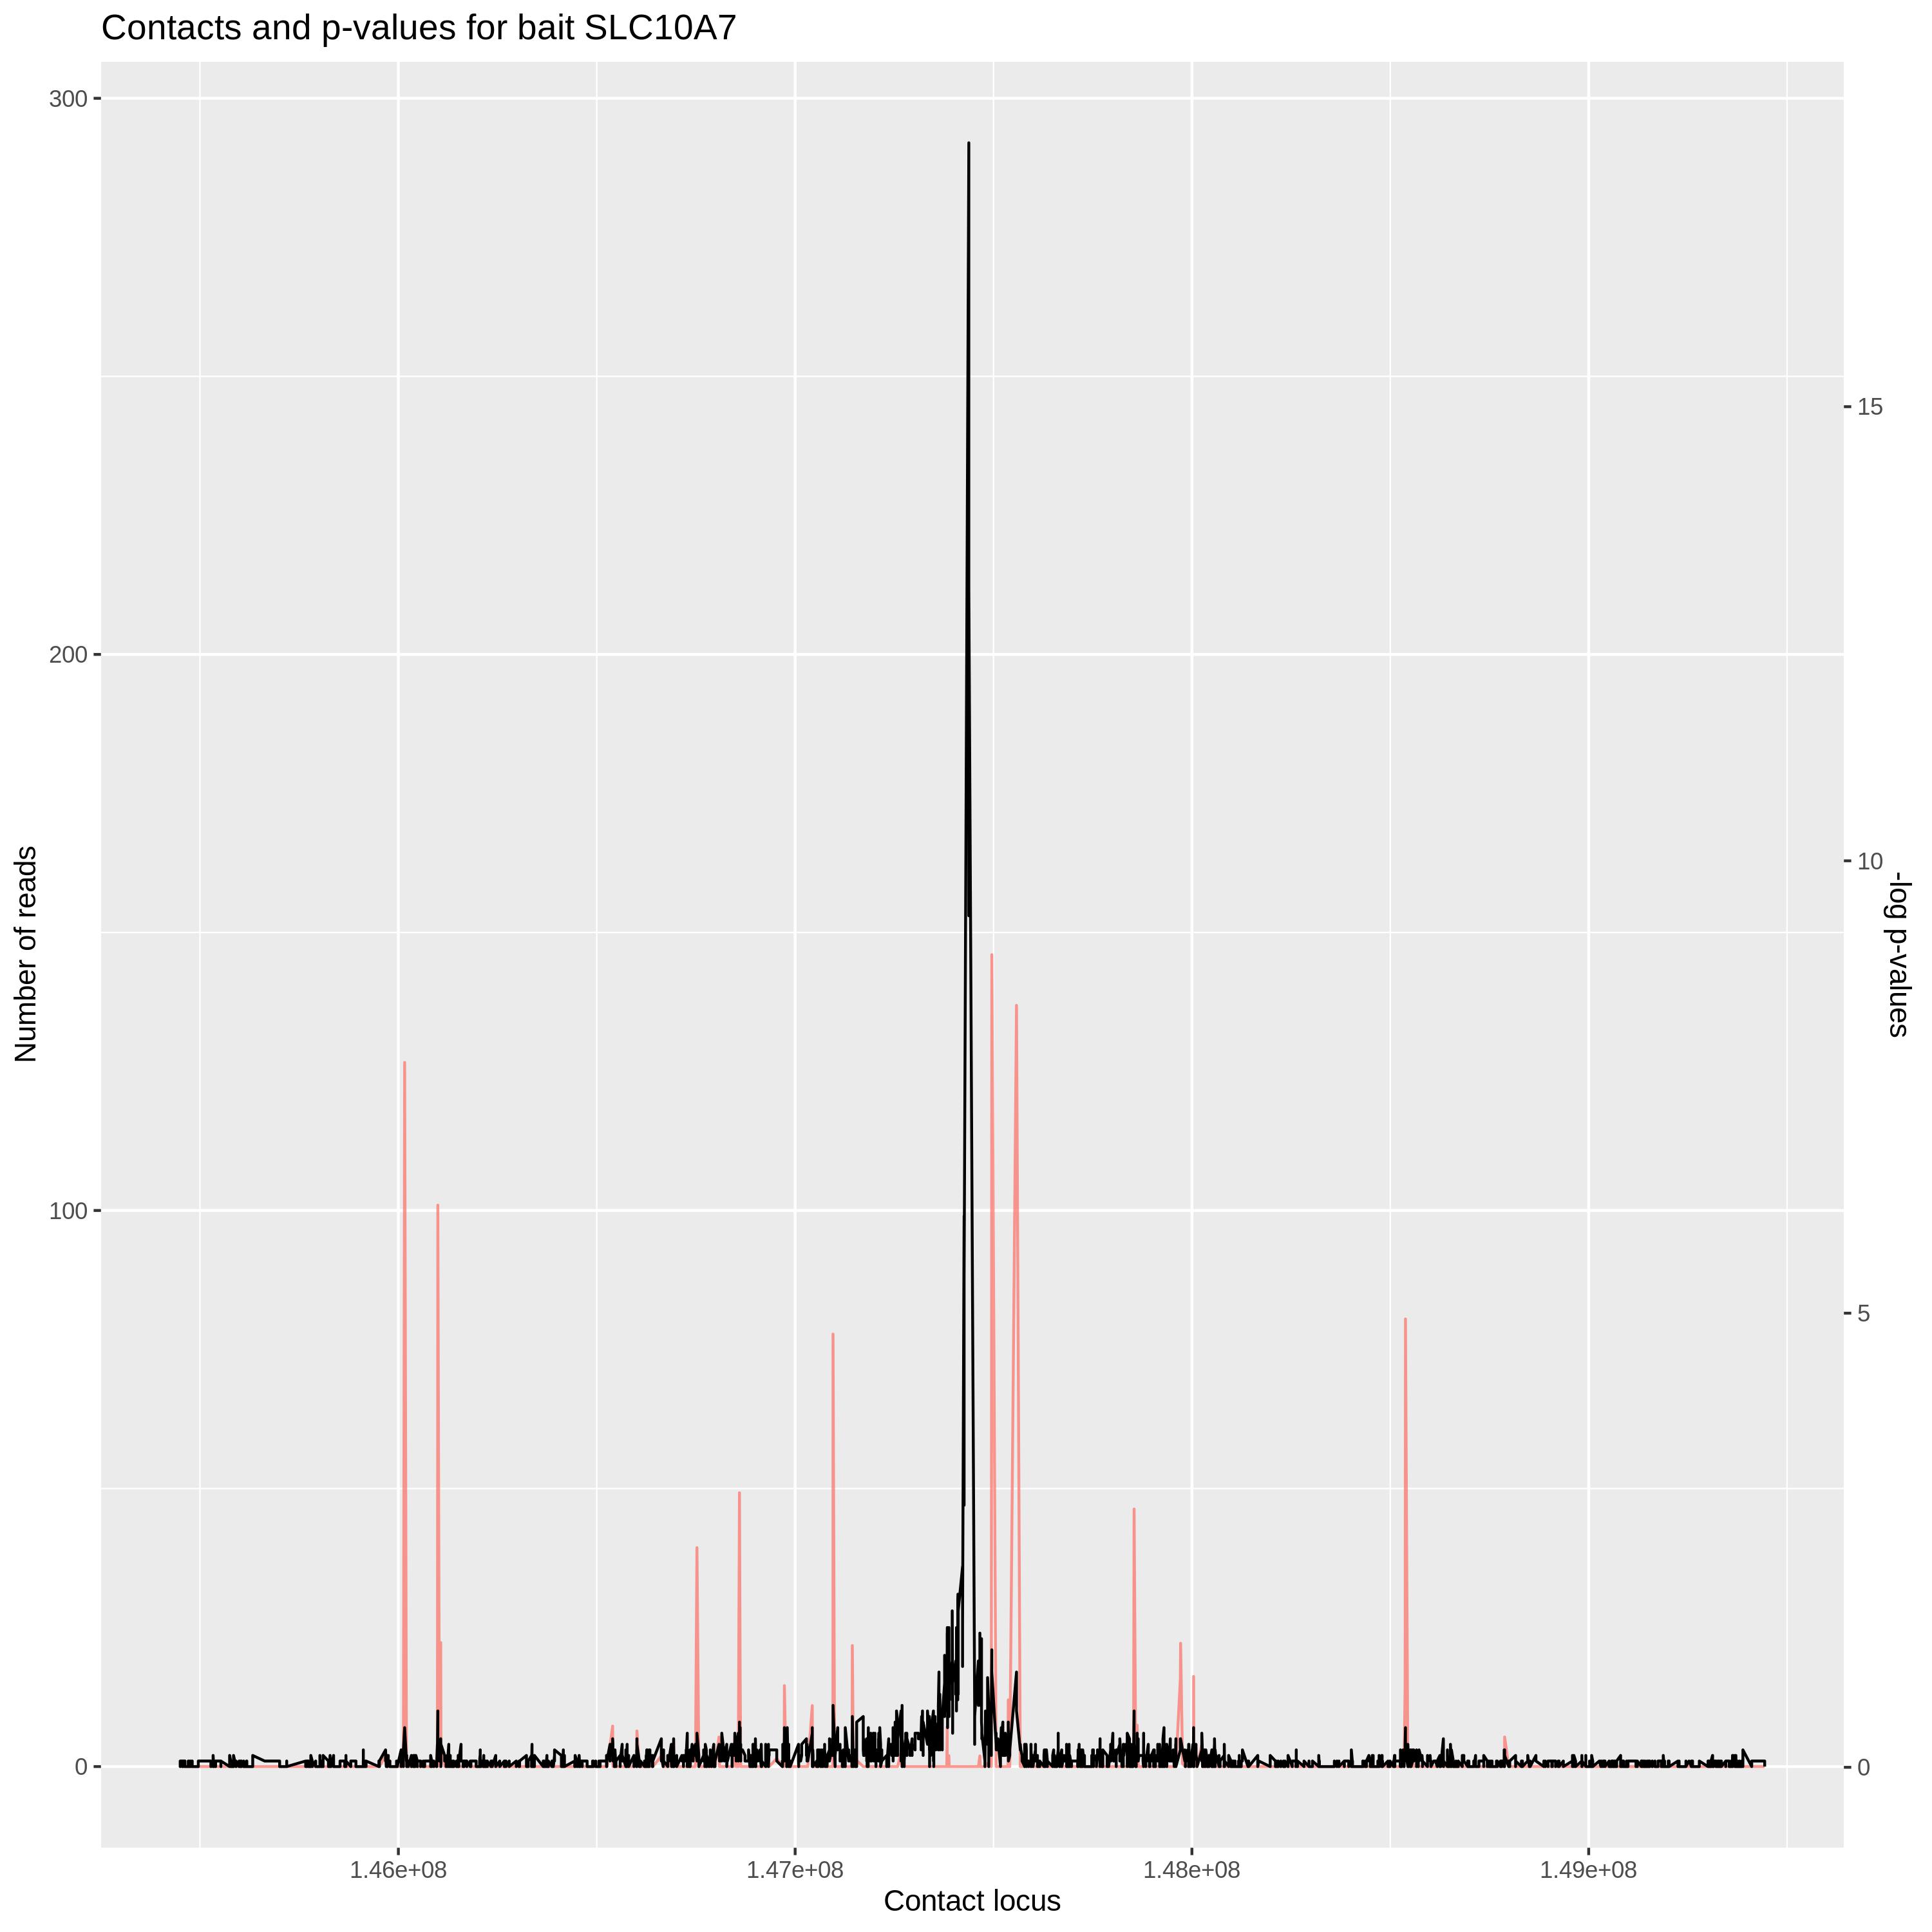 Contacts and p-values for bait SLC10A7
300
200
100
0
Number of reads
15
10
5
0
-log p-values
1.46e+08
1.47e+08
1.48e+08
1.49e+08
Contact locus